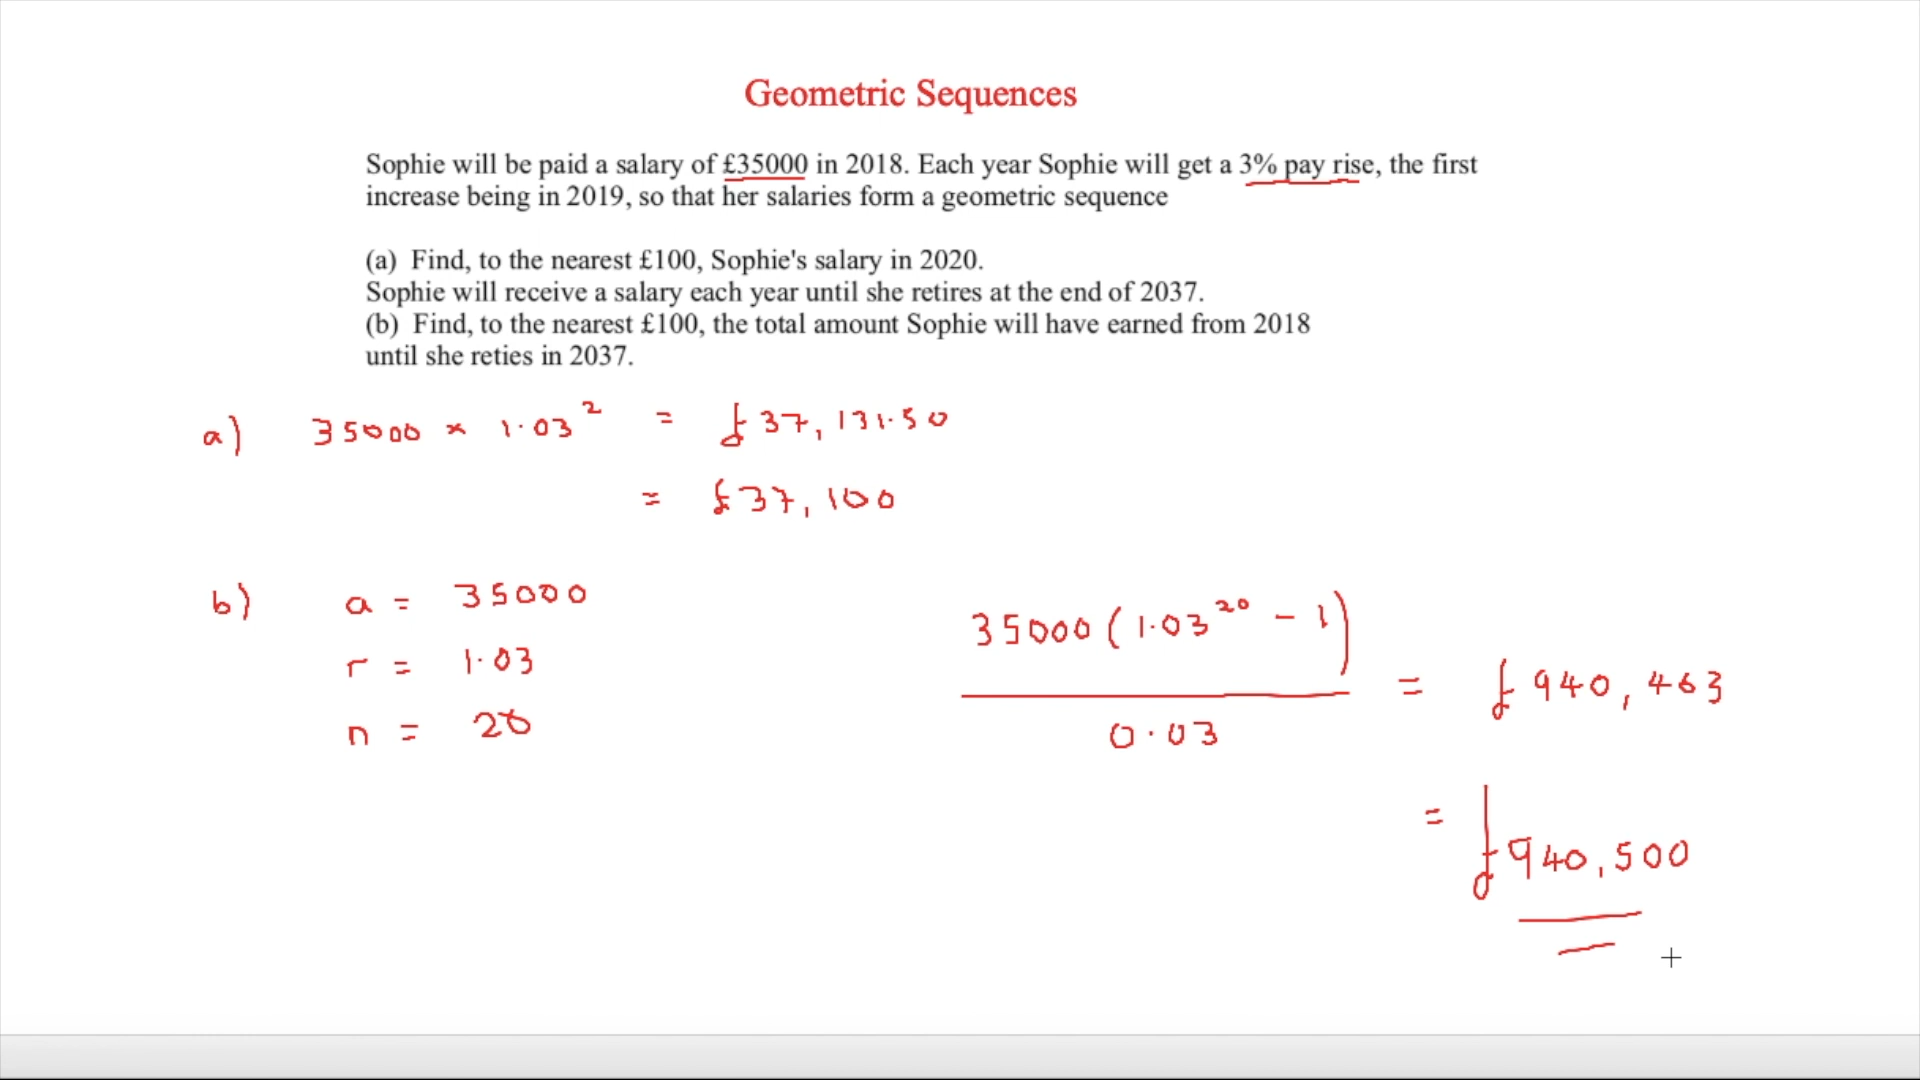 Geometric Sequences
Sophie will be paid a salary of £35000 in 2018. Each year Sophie will get a 3% pay rise, the first
increase being in 2019, so that her salaries form a geometric sequence
(a) Find, to the nearest £100, Sophie's salary in 2020.
Sophie will receive a salary each year until she retires at the end of 2037.
(b) Find, to the nearest £100, the total amount Sophie will have earned from 2018
until she reties in 2037.
a) 35000 × 1.03² = £37,131.50
= £37,100
b) a = 35000
r = 1.03
n = 20
35000(1.03²⁰ - 1)
0.03
= £940,463
= £940,500